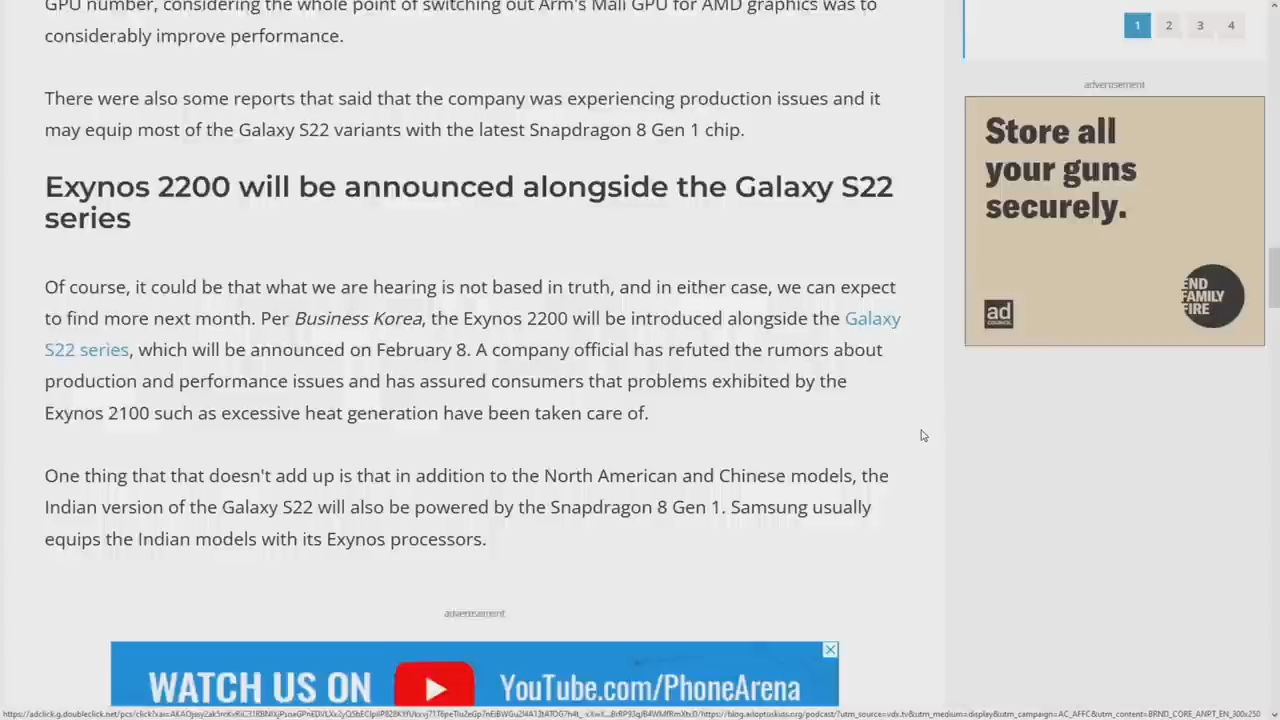 GPU number, considering the whole point of switching out Arm's Mali GPU for AMD graphics was to
considerably improve performance.
There were also some reports that said that the company was experiencing production issues and it
may equip most of the Galaxy S22 variants with the latest Snapdragon 8 Gen 1 chip.
Exynos 2200 will be announced alongside the Galaxy S22
series
Of course, it could be that what we are hearing is not based in truth, and in either case, we can expect
to find more next month. Per Business Korea, the Exynos 2200 will be introduced alongside the Galaxy
S22 series, which will be announced on February 8. A company official has refuted the rumors about
production and performance issues and has assured consumers that problems exhibited by the
Exynos 2100 such as excessive heat generation have been taken care of.
One thing that that doesn't add up is that in addition to the North American and Chinese models, the
Indian version of the Galaxy S22 will also be powered by the Snapdragon 8 Gen 1. Samsung usually
equips the Indian models with its Exynos processors.
advertisement
WATCH US ON
YouTube.com/PhoneArena
1 2 3 4
advertisement
Store all
your guns
securely.
ad
COUNCIL
END
FAMILY
FIRE